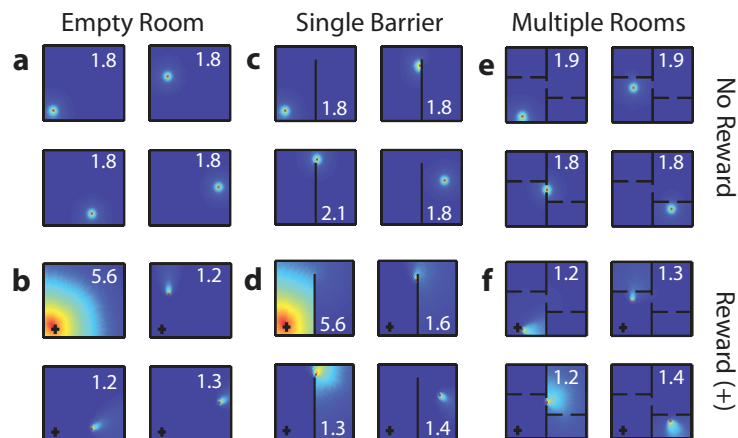 Empty Room Single Barrier Multiple Rooms
a 1.8 1.8 c 1.8 1.8 e 1.9 1.9
1.8 1.8 2.1 1.8 1.8 1.8
No Reward
b 5.6 1.2 d 5.6 1.6 f 1.2 1.3
1.2 1.3 1.3 1.4 1.2 1.4
Reward (+)